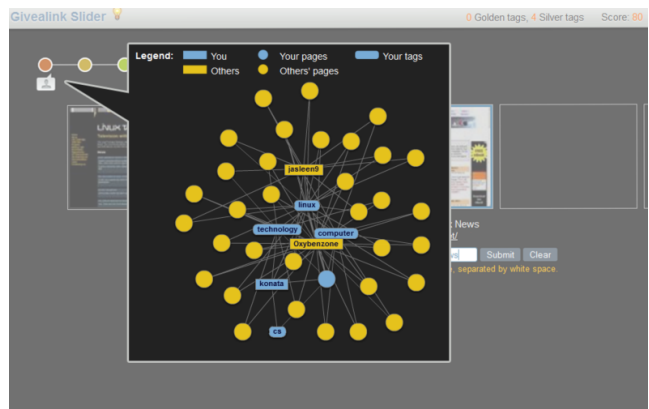 Givealink Slider
0 Golden tags, 4 Silver tags Score: 80
Legend: You Your pages Your tags
Others Others' pages
jasleen9
linux
technology
computer
Oxybenzone
konata
cs
News
Submit Clear
, separated by white space.